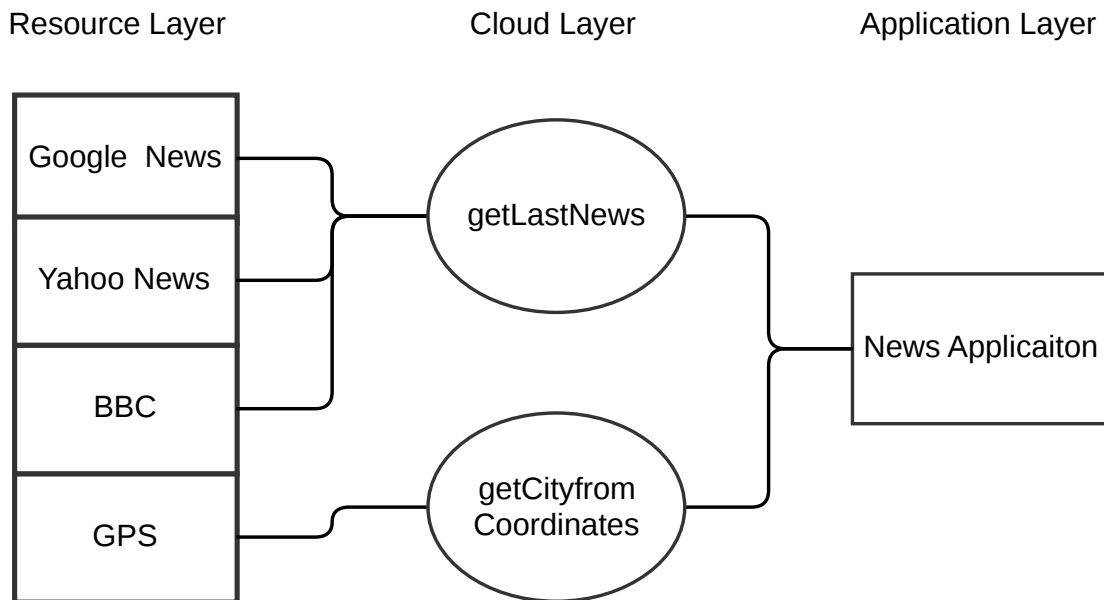 Resource Layer
Cloud Layer
Application Layer
Google  News
Yahoo News
BBC
GPS
getLastNews
getCityfrom
Coordinates
News Applicaiton